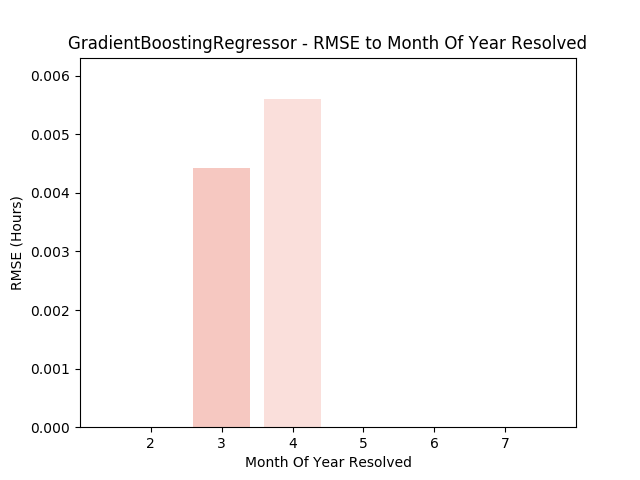 GradientBoostingRegressor - RMSE to Month Of Year Resolved
0.006
0.005
0.004
0.003
0.002
0.001
0.000
RMSE (Hours)
2 3 4 5 6 7
Month Of Year Resolved